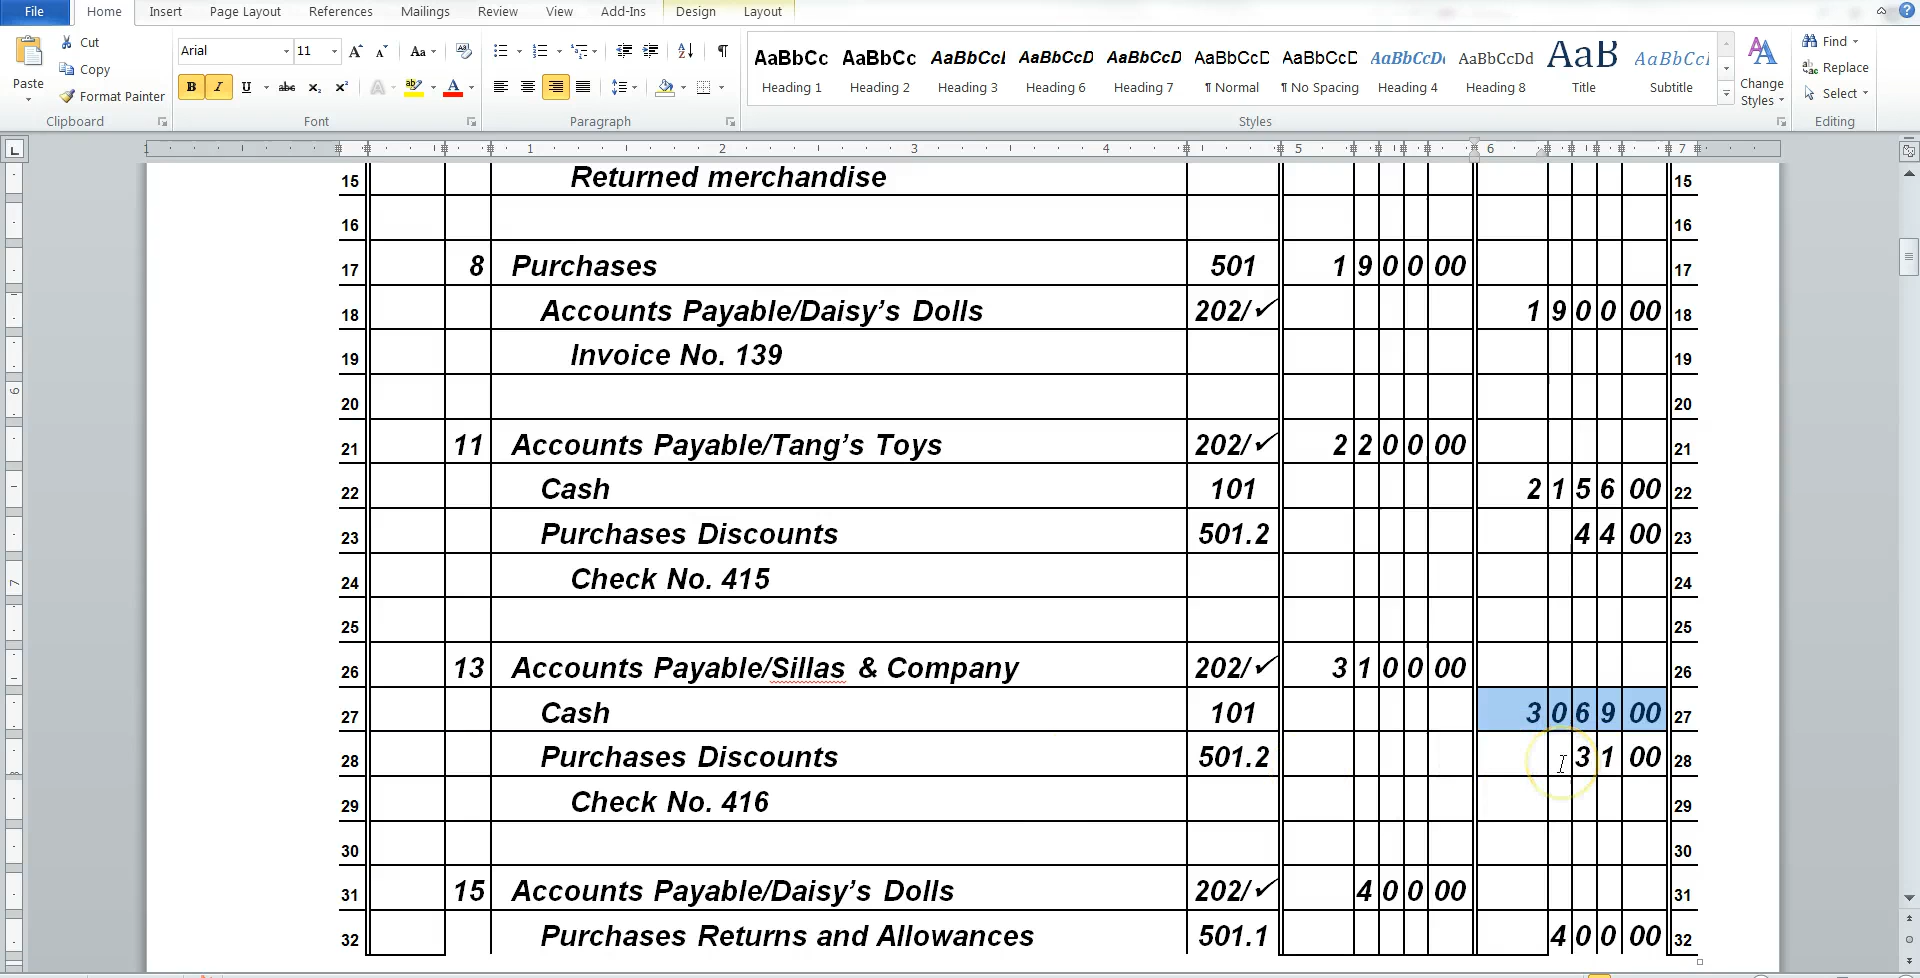 File Home Insert Page Layout References Mailings Review View Add-Ins Design Layout
Paste
Cut
Copy
Format Painter
Clipboard
Arial 11
Font
Paragraph
AaBbCc AaBbCc AaBbCcI AaBbCcD AaBbCcD AaBbCcD AaBbCcD AaBbCcD AaBbCcDd AaB AaBbCcI
Heading 1 Heading 2 Heading 3 Heading 6 Heading 7 ¶ Normal ¶ No Spacing Heading 4 Heading 8 Title Subtitle
Styles
Change Styles
Find
Replace
Select
Editing
1 1 2 3 4 5 6 7
15 Returned merchandise 15
16 16
17 8 Purchases 501 1 9 0 0 00 17
18 Accounts Payable/Daisy’s Dolls 202/✓ 1 9 0 0 00 18
19 Invoice No. 139 19
20 20
21 11 Accounts Payable/Tang’s Toys 202/✓ 2 2 0 0 00 21
22 Cash 101 2 1 5 6 00 22
23 Purchases Discounts 501.2 4 4 00 23
24 Check No. 415 24
25 25
26 13 Accounts Payable/Sillas & Company 202/✓ 3 1 0 0 00 26
27 Cash 101 3 0 6 9 00 27
28 Purchases Discounts 501.2 3 1 00 28
29 Check No. 416 29
30 30
31 15 Accounts Payable/Daisy’s Dolls 202/✓ 4 0 0 00 31
32 Purchases Returns and Allowances 501.1 4 0 0 00 32